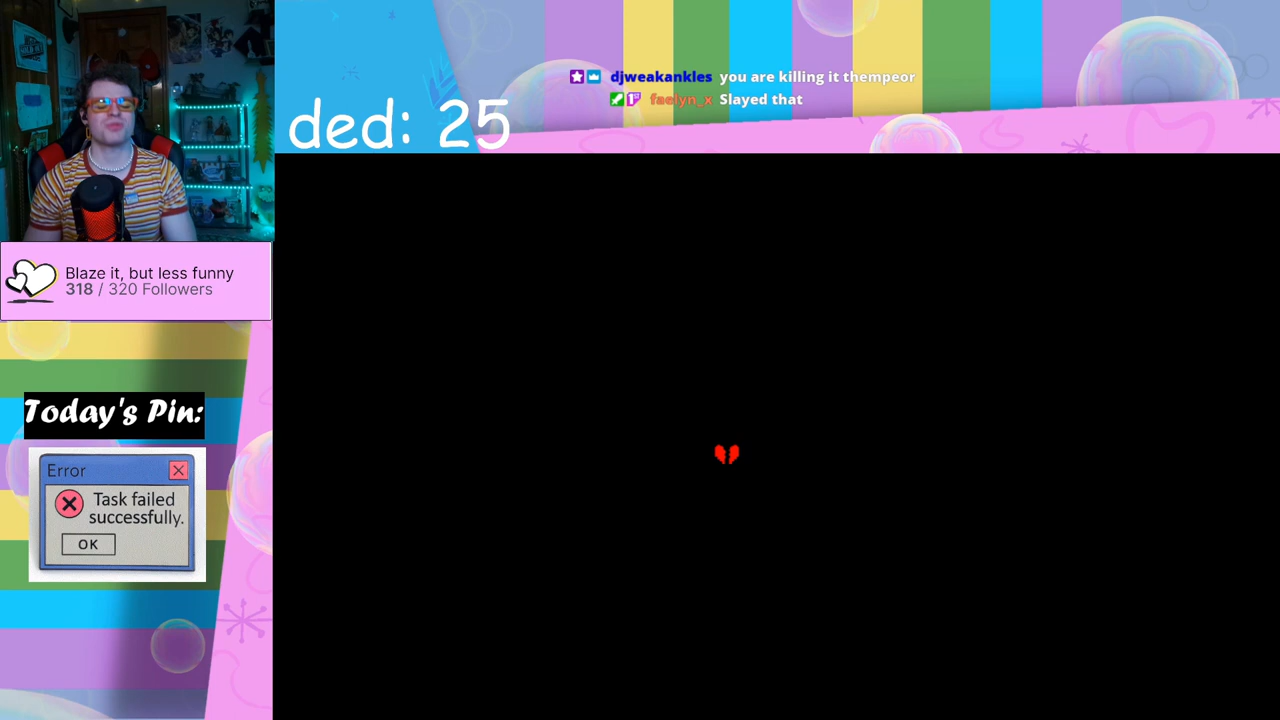 djweakankles you are killing it thempeor
faelyn_x Slayed that
ded: 25
Blaze it, but less funny
318 / 320 Followers
Today's Pin:
Error
Task failed
successfully.
OK